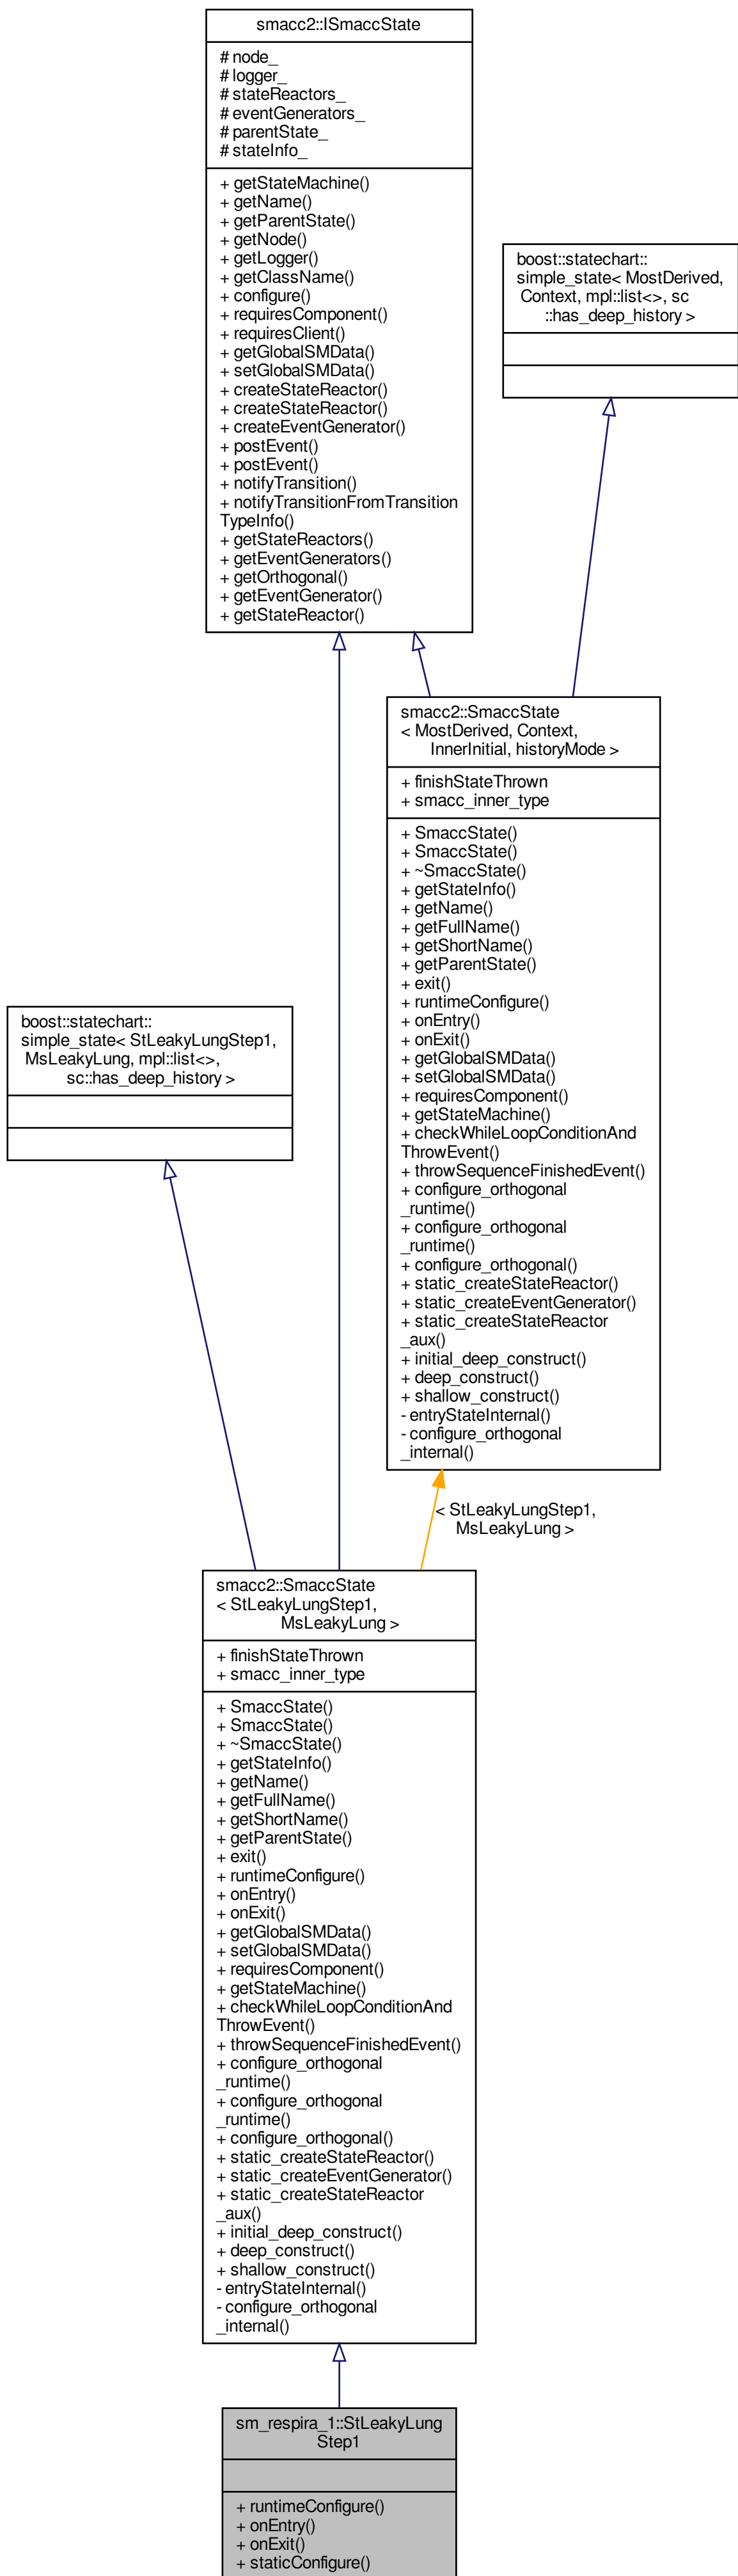 smacc2::ISmaccState
# node_
# logger_
# stateReactors_
# eventGenerators_
# parentState_
# stateInfo_
+ getStateMachine()
+ getName()
+ getParentState()
+ getNode()
+ getLogger()
+ getClassName()
+ configure()
+ requiresComponent()
+ requiresClient()
+ getGlobalSMData()
+ setGlobalSMData()
+ createStateReactor()
+ createStateReactor()
+ createEventGenerator()
+ postEvent()
+ postEvent()
+ notifyTransition()
+ notifyTransitionFromTransition
TypeInfo()
+ getStateReactors()
+ getEventGenerators()
+ getOrthogonal()
+ getEventGenerator()
+ getStateReactor()
boost::statechart::
simple_state< MostDerived,
Context, mpl::list<>, sc
::has_deep_history >
smacc2::SmaccState
< MostDerived, Context,
InnerInitial, historyMode >
+ finishStateThrown
+ smacc_inner_type
+ SmaccState()
+ SmaccState()
+ ~SmaccState()
+ getStateInfo()
+ getName()
+ getFullName()
+ getShortName()
+ getParentState()
+ exit()
+ runtimeConfigure()
+ onEntry()
+ onExit()
+ getGlobalSMData()
+ setGlobalSMData()
+ requiresComponent()
+ getStateMachine()
+ checkWhileLoopConditionAnd
ThrowEvent()
+ throwSequenceFinishedEvent()
+ configure_orthogonal
_runtime()
+ configure_orthogonal
_runtime()
+ configure_orthogonal()
+ static_createStateReactor()
+ static_createEventGenerator()
+ static_createStateReactor
_aux()
+ initial_deep_construct()
+ deep_construct()
+ shallow_construct()
- entryStateInternal()
- configure_orthogonal
_internal()
boost::statechart::
simple_state< StLeakyLungStep1,
MsLeakyLung, mpl::list<>,
sc::has_deep_history >
< StLeakyLungStep1,
MsLeakyLung >
smacc2::SmaccState
< StLeakyLungStep1,
MsLeakyLung >
+ finishStateThrown
+ smacc_inner_type
+ SmaccState()
+ SmaccState()
+ ~SmaccState()
+ getStateInfo()
+ getName()
+ getFullName()
+ getShortName()
+ getParentState()
+ exit()
+ runtimeConfigure()
+ onEntry()
+ onExit()
+ getGlobalSMData()
+ setGlobalSMData()
+ requiresComponent()
+ getStateMachine()
+ checkWhileLoopConditionAnd
ThrowEvent()
+ throwSequenceFinishedEvent()
+ configure_orthogonal
_runtime()
+ configure_orthogonal
_runtime()
+ configure_orthogonal()
+ static_createStateReactor()
+ static_createEventGenerator()
+ static_createStateReactor
_aux()
+ initial_deep_construct()
+ deep_construct()
+ shallow_construct()
- entryStateInternal()
- configure_orthogonal
_internal()
sm_respira_1::StLeakyLung
Step1
+ runtimeConfigure()
+ onEntry()
+ onExit()
+ staticConfigure()